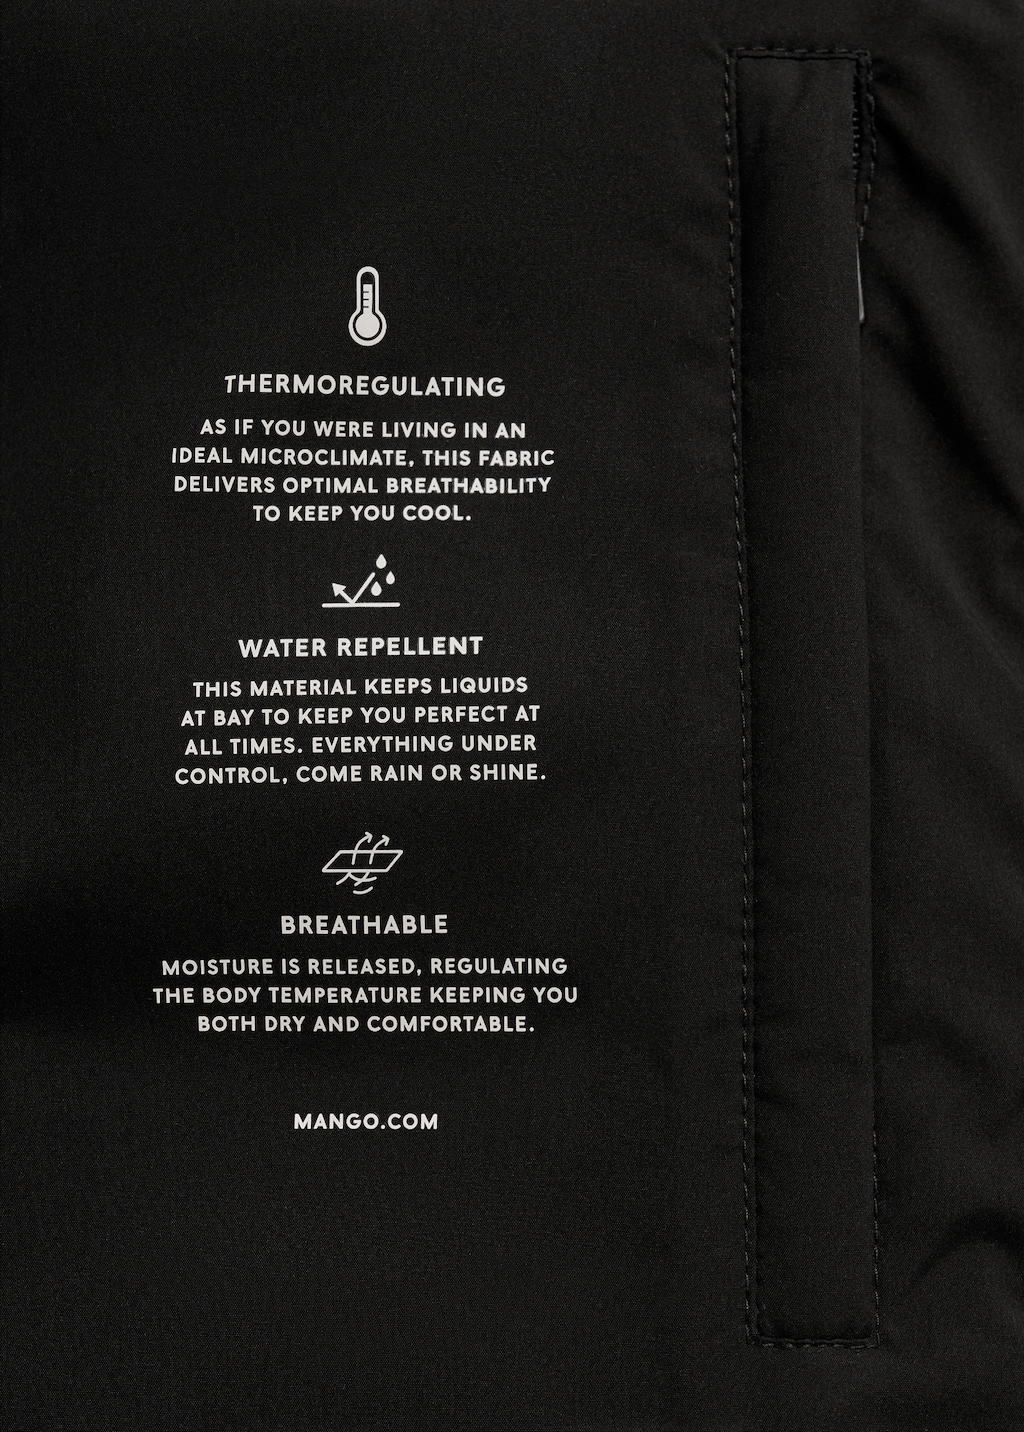 THERMOREGULATING
AS IF YOU WERE LIVING IN AN
IDEAL MICROCLIMATE, THIS FABRIC
DELIVERS OPTIMAL BREATHABILITY
TO KEEP YOU COOL.
WATER REPELLENT
THIS MATERIAL KEEPS LIQUIDS
AT BAY TO KEEP YOU PERFECT AT
ALL TIMES. EVERYTHING UNDER
CONTROL, COME RAIN OR SHINE.
BREATHABLE
MOISTURE IS RELEASED, REGULATING
THE BODY TEMPERATURE KEEPING YOU
BOTH DRY AND COMFORTABLE.
MANGO.COM